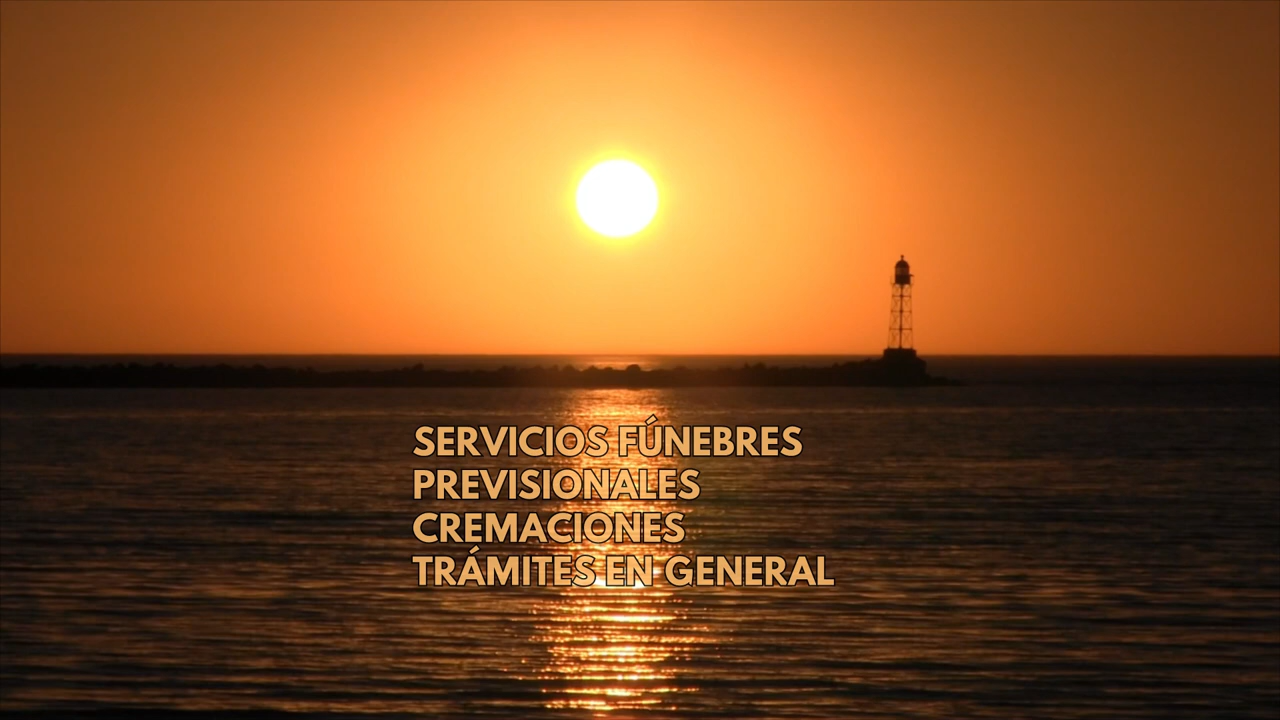 SERVICIOS FÚNEBRES
PREVISIONALES
CREMACIONES
TRÁMITES EN GENERAL